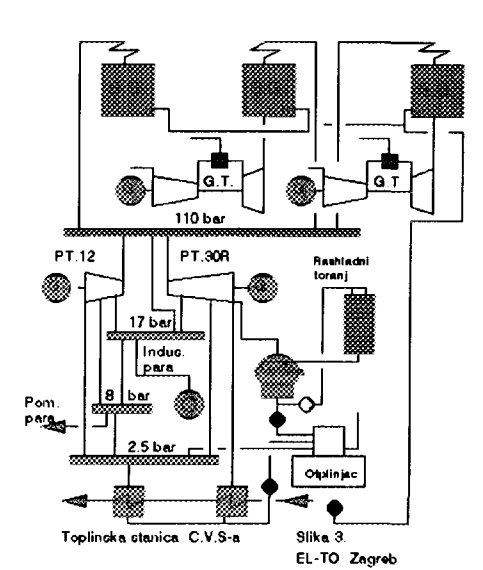 G.T.
G.T
110 bar
PT.12
PT.30R
Rashladni
toranj
17 bar
Indus.
para
8 bar
Pom.
para
2.5 bar
Otplinjac
Toplinska stanica C.V.S-a
Slika 3.
EL-TO Zagreb